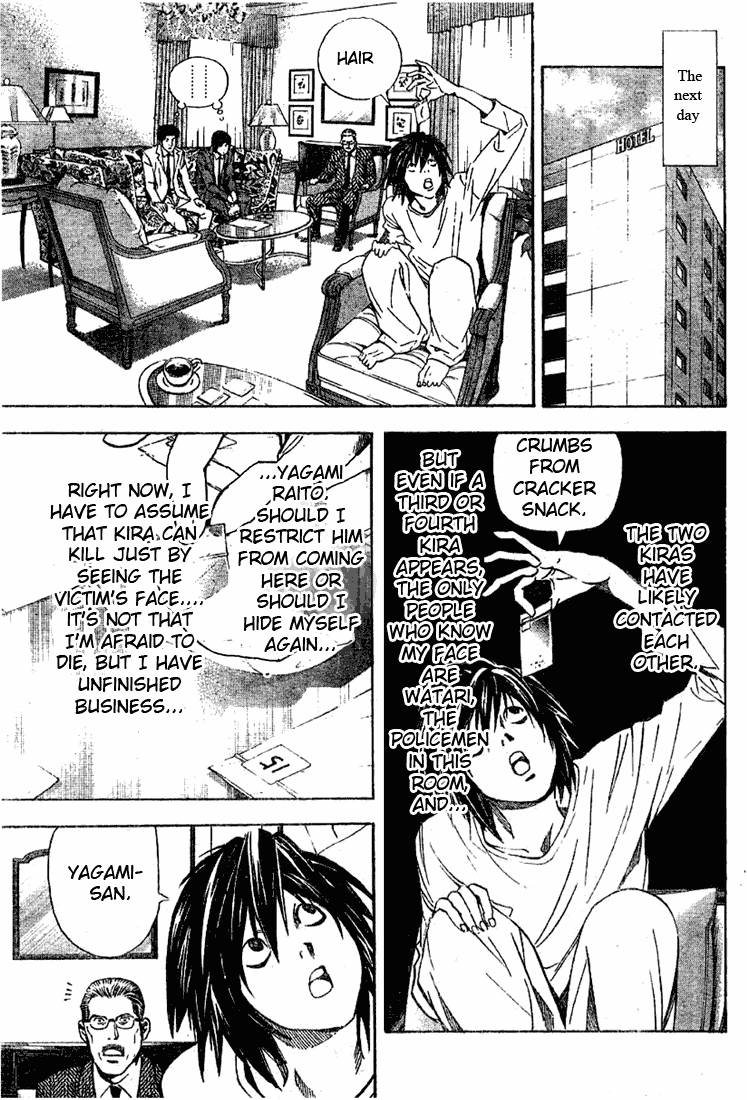 The
next
day
HOTEL
HAIR
CRUMBS
FROM
CRACKER
SNACK.
THE TWO
KIRAS
HAVE
LIKELY
CONTACTED
EACH
OTHER.
BUT
EVEN IF A
THIRD OR
FOURTH
KIRA
APPEARS,
THE ONLY
PEOPLE
WHO KNOW
MY FACE
ARE
WATARI,
THE
POLICEMEN
IN THIS
ROOM,
AND...
...YAGAMI
RAITO.
SHOULD I
RESTRICT HIM
FROM COMING
HERE OR
SHOULD I
HIDE MYSELF
AGAIN...
RIGHT NOW, I
HAVE TO ASSUME
THAT KIRA CAN
KILL JUST BY
SEEING THE
VICTIM'S FACE....
IT'S NOT THAT
I'M AFRAID TO
DIE, BUT I HAVE
UNFINISHED
BUSINESS...
15
YAGAMI-
SAN.